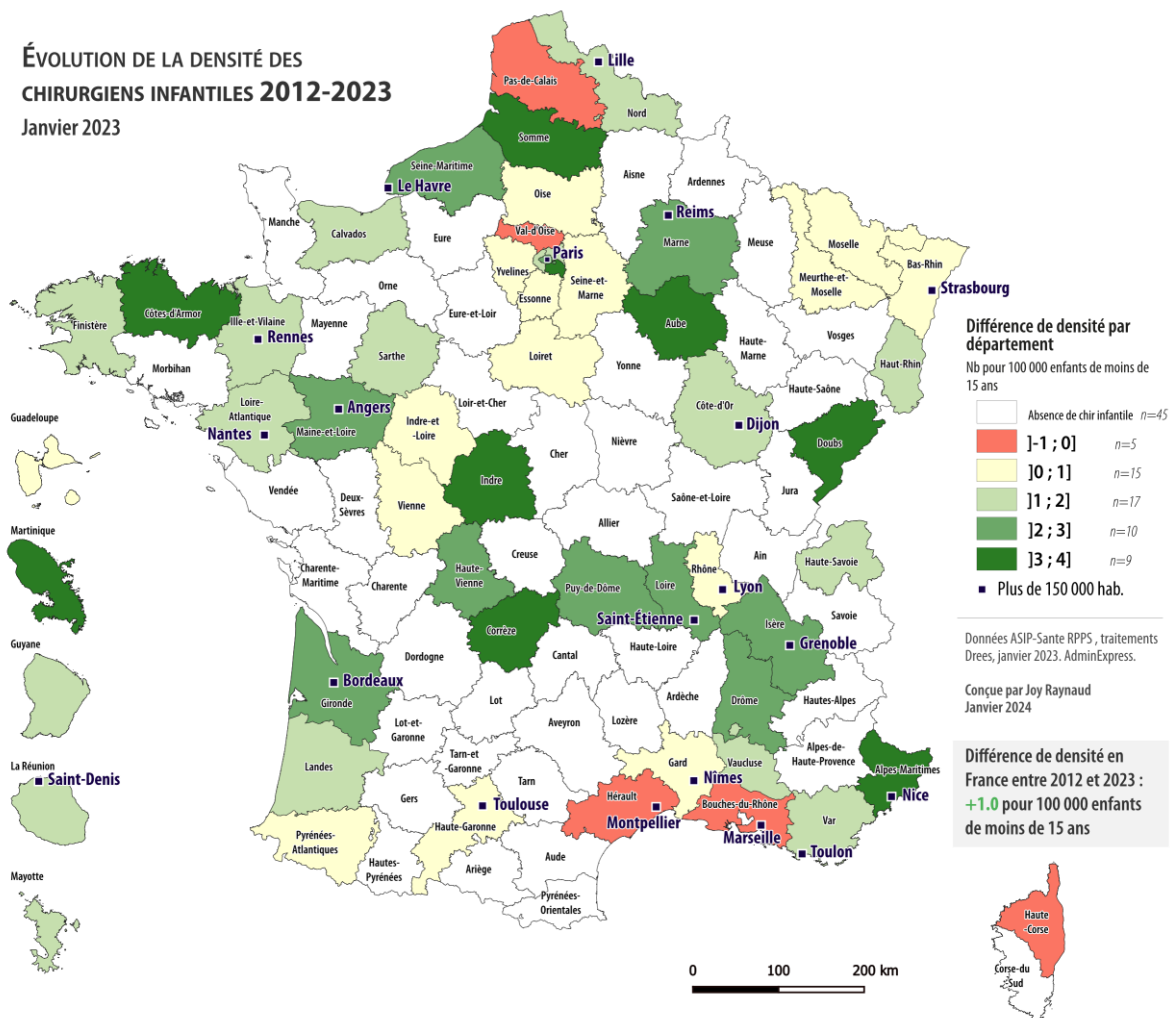 ÉVOLUTION DE LA DENSITÉ DES
CHIRURGIENS INFANTILES 2012-2023
Janvier 2023
Lille
Pas-de-Calais
Nord
Somme
Seine-Maritime
Le Havre
Oise
Aisne
Ardennes
Manche
Calvados
Eure
Val-d'Oise
Paris
Reims
Marne
Meuse
Moselle
Bas-Rhin
Meurthe-et-
Moselle
Strasbourg
Yvelines
Essonne
Seine-et-
Marne
Orne
Eure-et-Loir
Côtes-d'Armor
Finistère
Ille-et-Vilaine
Rennes
Mayenne
Sarthe
Morbihan
Loiret
Yonne
Aube
Haute-
Marne
Vosges
Haut-Rhin
Haute-Saône
Loire-
Atlantique
Nantes
Angers
Maine-et-Loire
Indre-et
-Loire
Loir-et-Cher
Cher
Nièvre
Côte-d'Or
Dijon
Doubs
Jura
Vendée
Deux-
Sèvres
Vienne
Indre
Allier
Saône-et-Loire
Ain
Haute-Savoie
Charente-
Maritime
Charente
Haute-
Vienne
Creuse
Puy-de-Dôme
Loire
Rhône
Lyon
Saint-Étienne
Isère
Grenoble
Savoie
Corrèze
Dordogne
Cantal
Haute-Loire
Ardèche
Drôme
Hautes-Alpes
Bordeaux
Gironde
Lot-et-
Garonne
Lot
Aveyron
Lozère
Alpes-de-
Haute-Provence
Alpes-Maritimes
Nice
Landes
Tarn-et
Garonne
Tarn
Gers
Gard
Nîmes
Vaucluse
Hérault
Montpellier
Bouches-du-Rhône
Marseille
Var
Toulon
Toulouse
Haute-Garonne
Pyrénées-
Atlantiques
Hautes-
Pyrénées
Ariège
Aude
Pyrénées-
Orientales
Haute
-Corse
Corse-du
-Sud
Guadeloupe
Martinique
Guyane
La Réunion
Saint-Denis
Mayotte
Différence de densité par
département
Nb pour 100 000 enfants de moins de
15 ans
Absence de chir infantile n=45
]-1 ; 0] n=5
]0 ; 1] n=15
]1 ; 2] n=17
]2 ; 3] n=10
]3 ; 4] n=9
Plus de 150 000 hab.
Données ASIP-Sante RPPS , traitements
Drees, janvier 2023. AdminExpress.
Conçue par Joy Raynaud
Janvier 2024
Différence de densité en
France entre 2012 et 2023 :
+1.0 pour 100 000 enfants
de moins de 15 ans
0 100 200 km